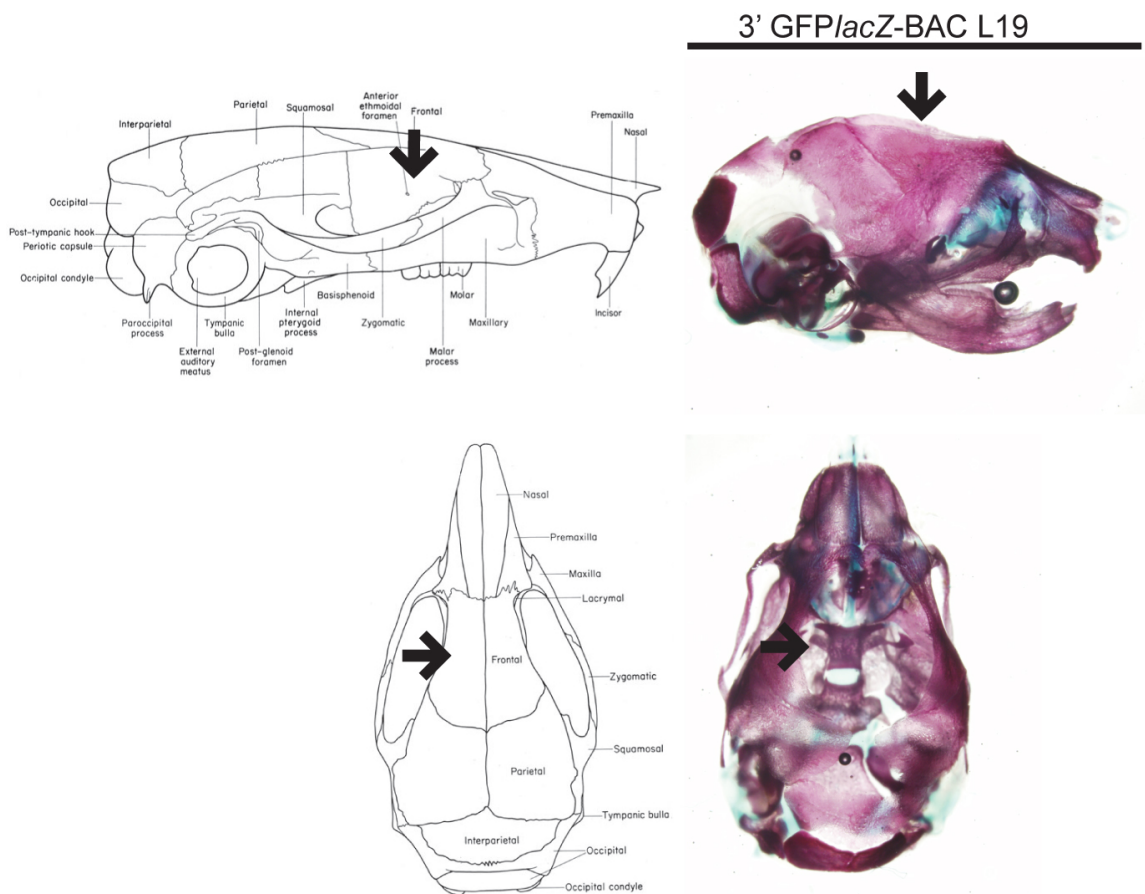 3' GFPlacZ-BAC L19
Anterior
ethmoidal
foramen
Frontal
Parietal
Squamosal
Interparietal
Premaxilla
Nasal
Occipital
Post-tympanic hook
Periotic capsule
Occipital condyle
Paroccipital
process
Tympanic
bulla
External
auditory
meatus
Post-glenoid
foramen
Internal
pterygoid
process
Basisphenoid
Zygomatic
Molar
Malar
process
Maxillary
Incisor
Nasal
Premaxilla
Maxilla
Lacrymal
Frontal
Zygomatic
Squamosal
Parietal
Tympanic bulla
Interparietal
Occipital
Occipital condyle